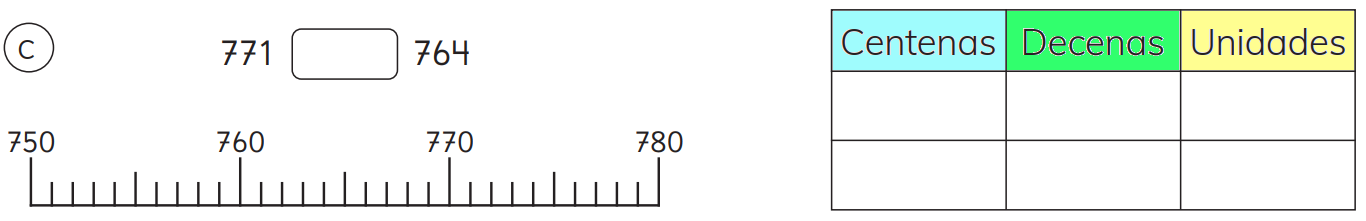 C 771 764
750 760 770 780
Centenas Decenas Unidades